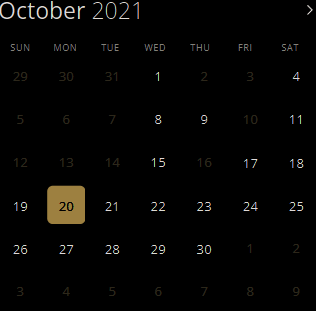 October 2021
SUN MON TUE WED THU FRI SAT
29 30 31 1 2 3 4
5 6 7 8 9 10 11
12 13 14 15 16 17 18
19 20 21 22 23 24 25
26 27 28 29 30 1 2
3 4 5 6 7 8 9